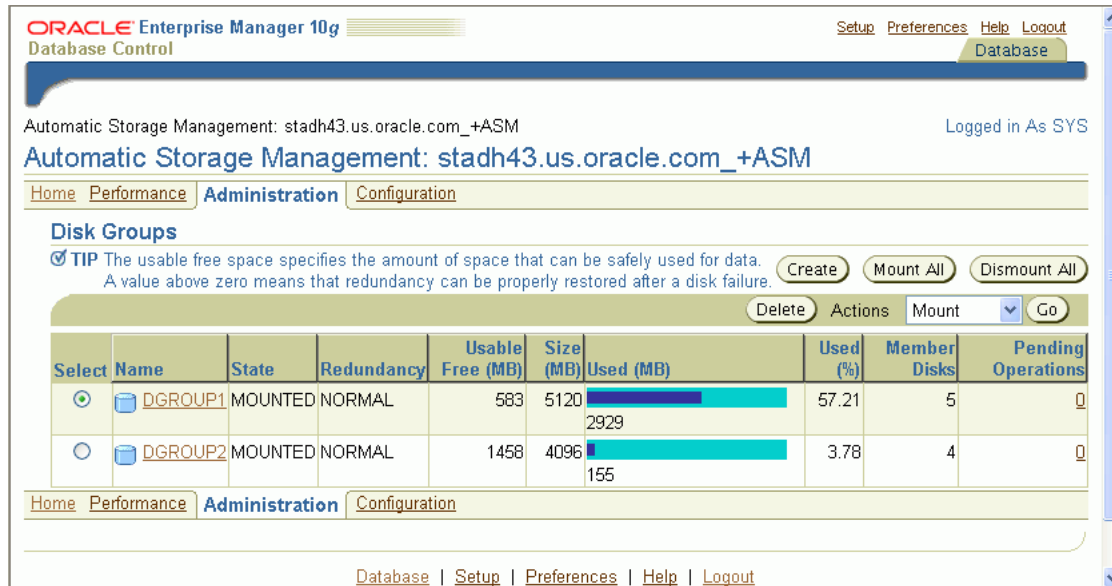 ORACLE Enterprise Manager 10g
Database Control
Setup Preferences Help Logout
Database
Automatic Storage Management: stadh43.us.oracle.com_+ASM
Logged in As SYS
Automatic Storage Management: stadh43.us.oracle.com_+ASM
Home Performance Administration Configuration
Disk Groups
TIP The usable free space specifies the amount of space that can be safely used for data.
A value above zero means that redundancy can be properly restored after a disk failure.
Create Mount All Dismount All
Delete Actions Mount Go
Select Name State Redundancy Usable Free (MB) Size (MB) Used (MB) Used (%) Member Disks Pending Operations
DGROUP1 MOUNTED NORMAL 583 5120 2929 57.21 5 0
DGROUP2 MOUNTED NORMAL 1458 4096 155 3.78 4 0
Home Performance Administration Configuration
Database | Setup | Preferences | Help | Logout